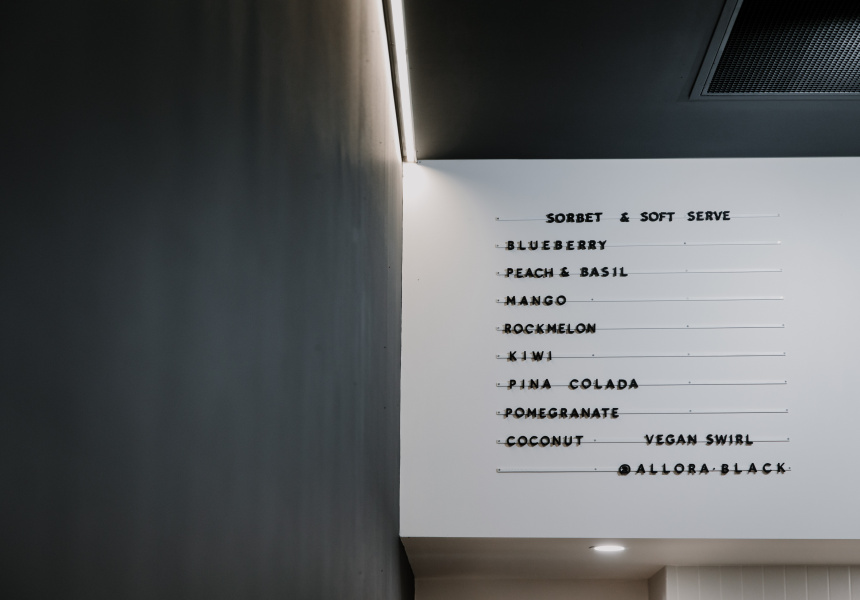 SORBET & SOFT SERVE
BLUEBERRY
PEACH & BASIL
MANGO
ROCKMELON
KIWI
PINA COLADA
POMEGRANATE
COCONUT VEGAN SWIRL
@ALLORA·BLACK